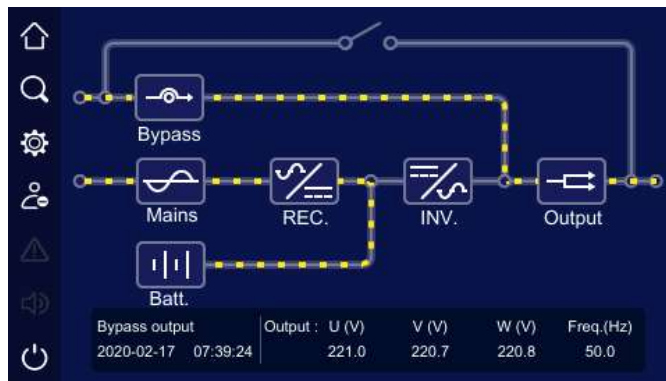 Bypass
Mains
REC.
INV.
Output
Batt.
Bypass output
Output : U (V) V (V) W (V) Freq.(Hz)
2020-02-17 07:39:24 221.0 220.7 220.8 50.0